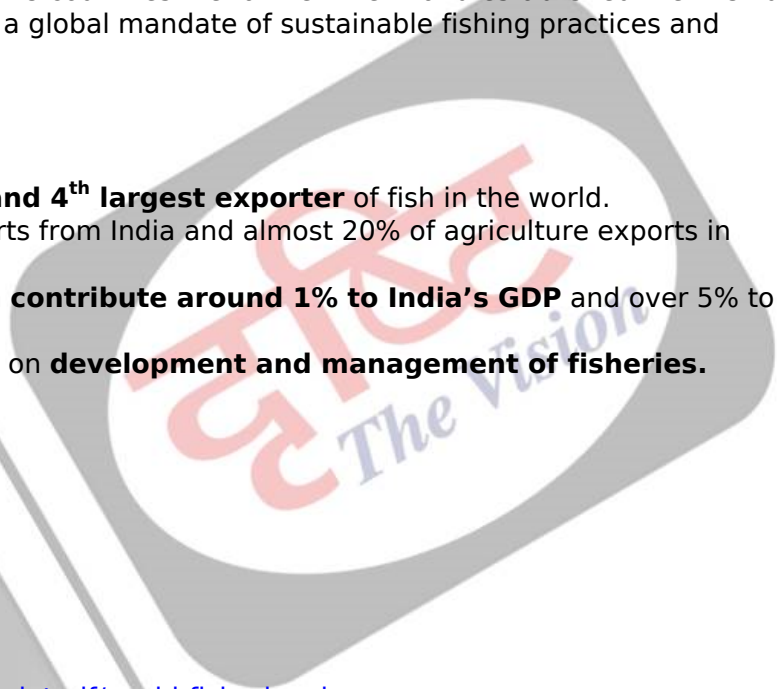 a global mandate of sustainable fishing practices and
and 4th largest exporter of fish in the world.
rts from India and almost 20% of agriculture exports in
contribute around 1% to India's GDP and over 5% to
on development and management of fisheries.
दृष्टि
The Vision